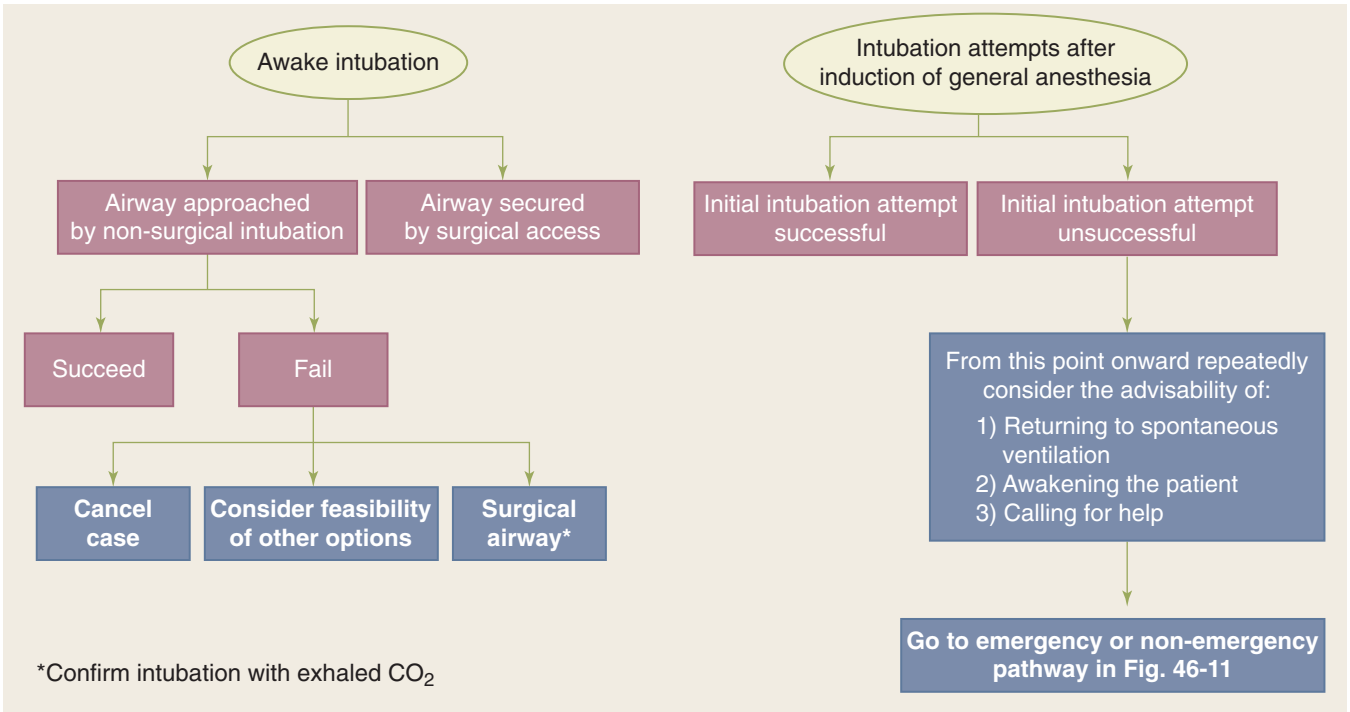 Awake intubation
Airway approached
by non-surgical intubation
Airway secured
by surgical access
Succeed
Fail
Cancel
case
Consider feasibility
of other options
Surgical
airway*
*Confirm intubation with exhaled CO₂
Intubation attempts after
induction of general anesthesia
Initial intubation attempt
successful
Initial intubation attempt
unsuccessful
From this point onward repeatedly
consider the advisability of:
1) Returning to spontaneous
ventilation
2) Awakening the patient
3) Calling for help
Go to emergency or non-emergency
pathway in Fig. 46-11